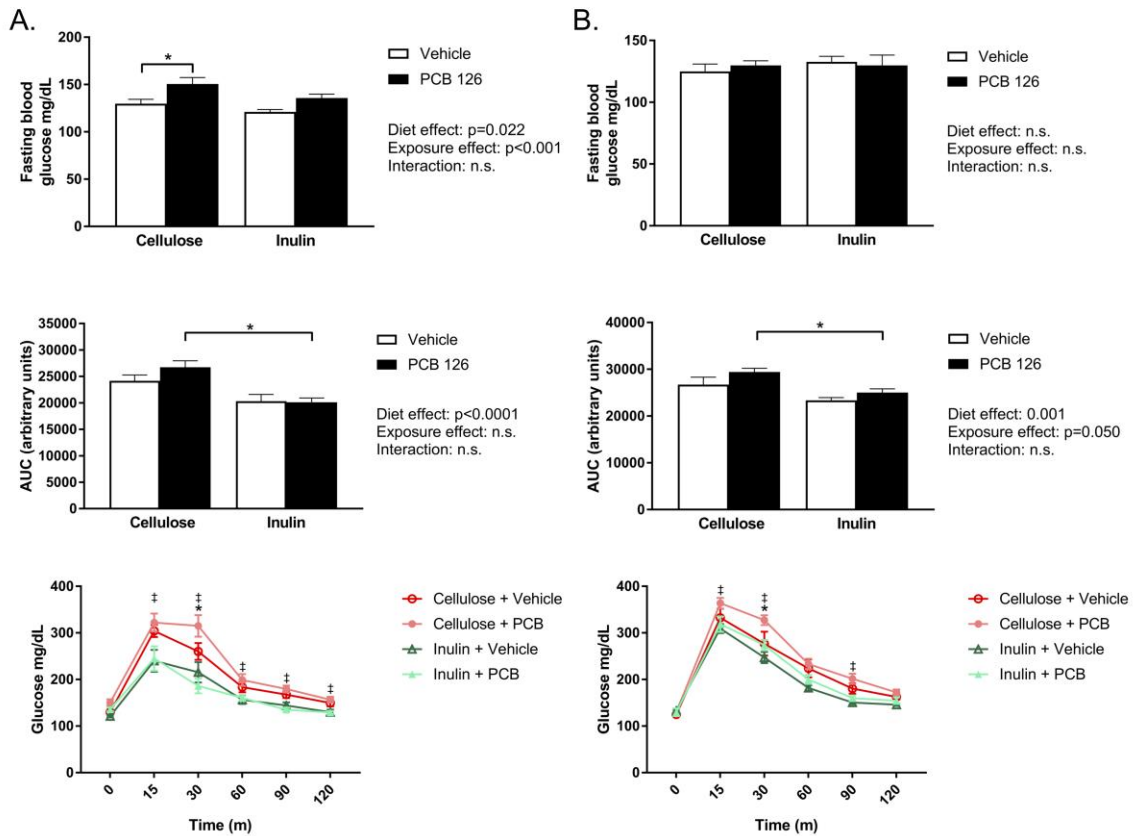 A.
Fasting blood
glucose mg/dL
200
150
100
50
0
*
Cellulose
Inulin
Vehicle
PCB 126
Diet effect: p=0.022
Exposure effect: p<0.001
Interaction: n.s.
B.
Fasting blood
glucose mg/dL
150
100
50
0
Cellulose
Inulin
Vehicle
PCB 126
Diet effect: n.s.
Exposure effect: n.s.
Interaction: n.s.
AUC (arbitrary units)
35000
30000
25000
20000
15000
10000
5000
0
*
Cellulose
Inulin
Vehicle
PCB 126
Diet effect: p<0.0001
Exposure effect: n.s.
Interaction: n.s.
AUC (arbitrary units)
40000
30000
20000
10000
0
*
Cellulose
Inulin
Vehicle
PCB 126
Diet effect: 0.001
Exposure effect: p=0.050
Interaction: n.s.
Glucose mg/dL
400
300
200
100
0
‡
‡
*
‡
‡
‡
0
15
30
60
90
120
Time (m)
Cellulose + Vehicle
Cellulose + PCB
Inulin + Vehicle
Inulin + PCB
Glucose mg/dL
400
300
200
100
0
‡
‡
*
‡
0
15
30
60
90
120
Time (m)
Cellulose + Vehicle
Cellulose + PCB
Inulin + Vehicle
Inulin + PCB